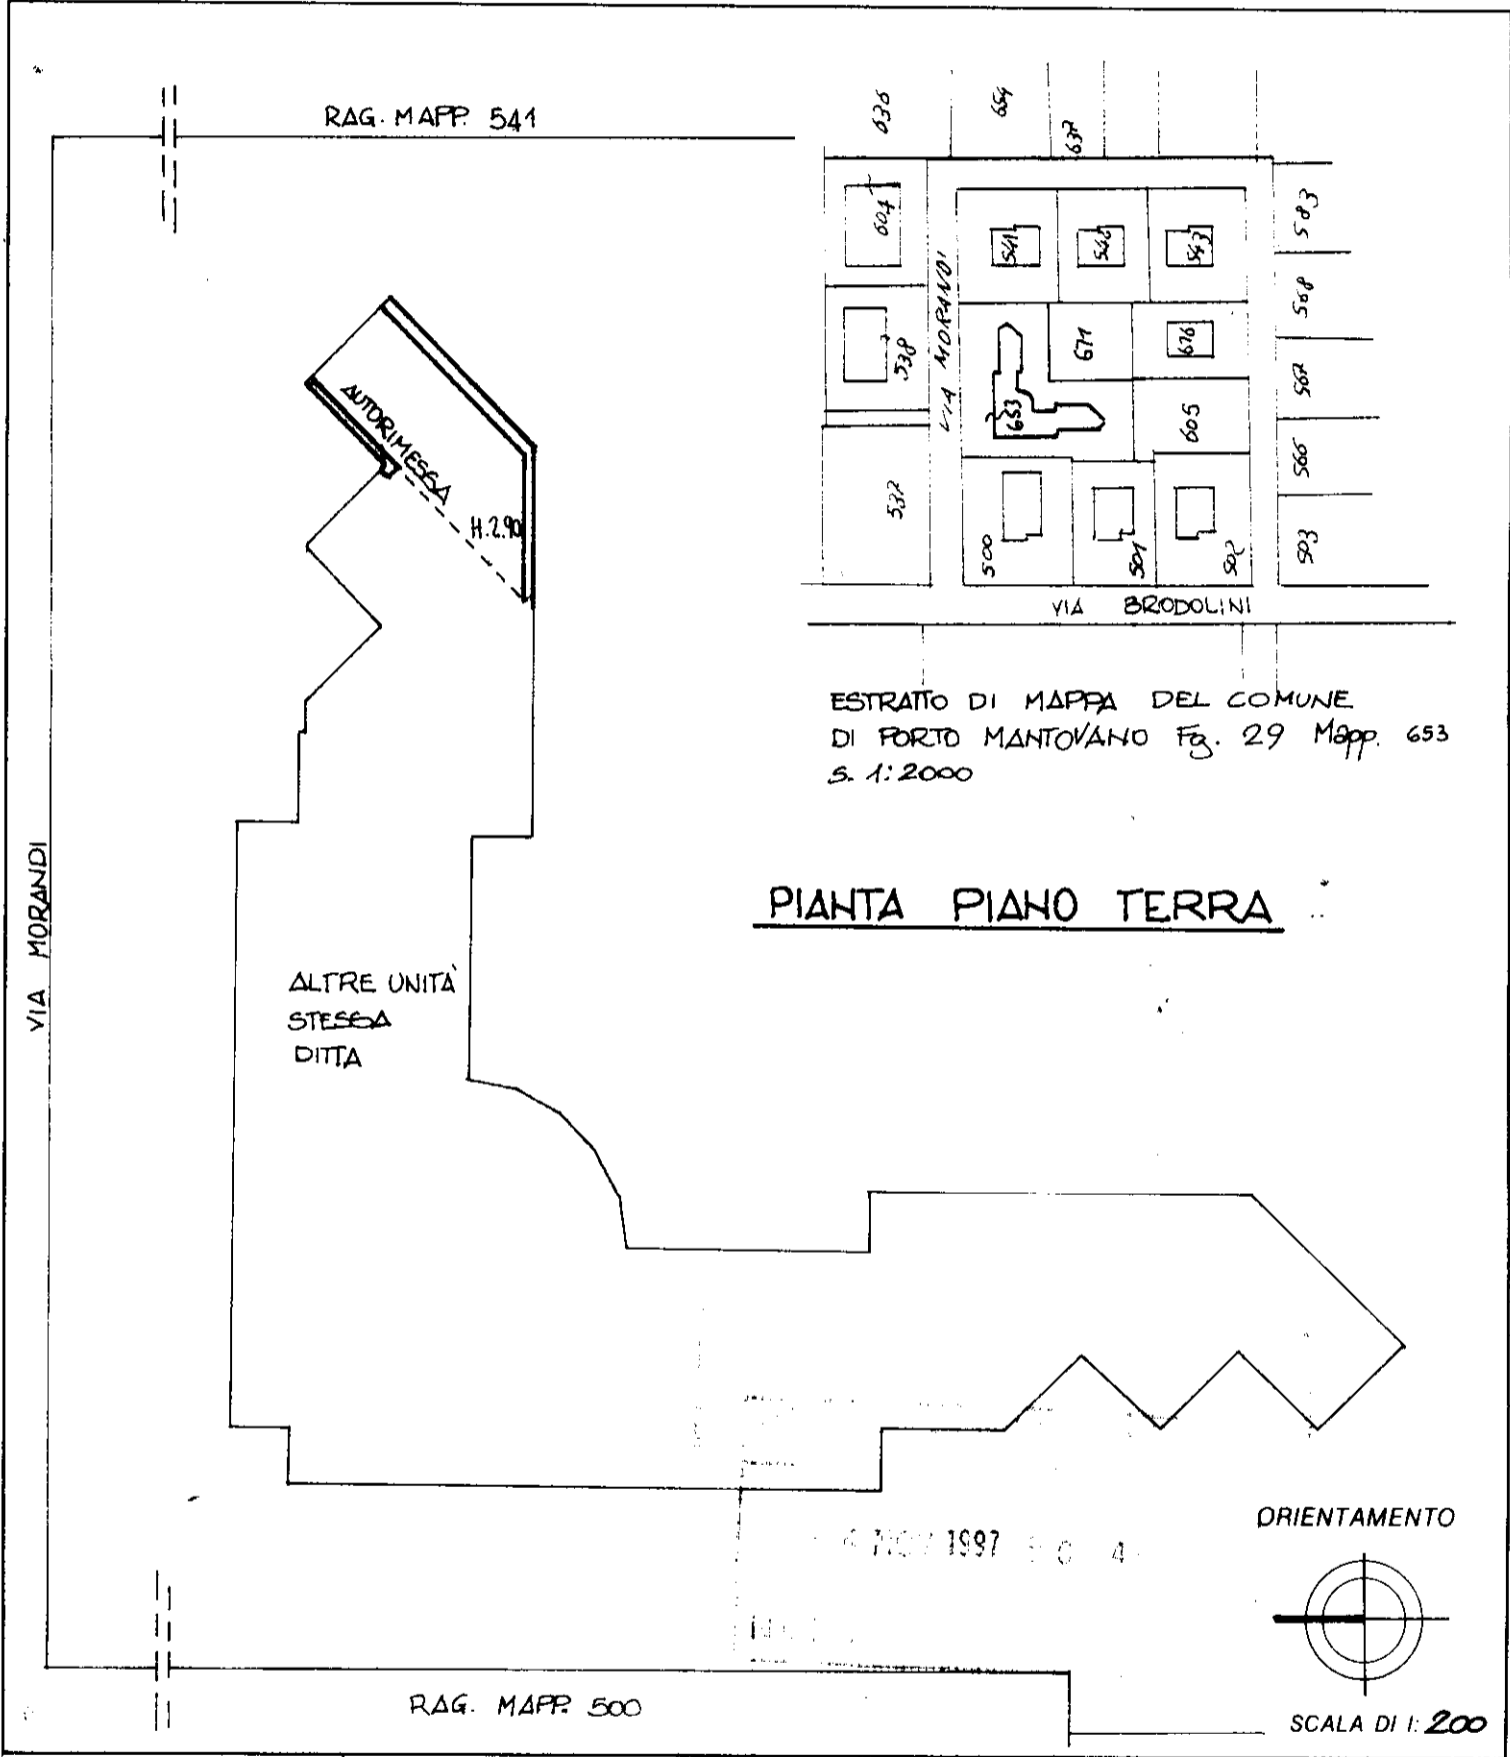 RAG. MAPP. 541
636
654
637
604
541
542
543
583
568
VIA MORANDI
538
671
676
567
653
605
566
537
500
501
502
503
VIA BRODOLINI
AUTORIMESSA
H. 2.90
ESTRATTO DI MAPPA DEL COMUNE
DI PORTO MANTOVANO Fg. 29 Mapp. 653
S. 1:2000
VIA MORANDI
PIANTA PIANO TERRA
ALTRE UNITÀ
STESSA
DITTA
NOV 1997
ORIENTAMENTO
RAG. MAPP. 500
SCALA DI 1: 200